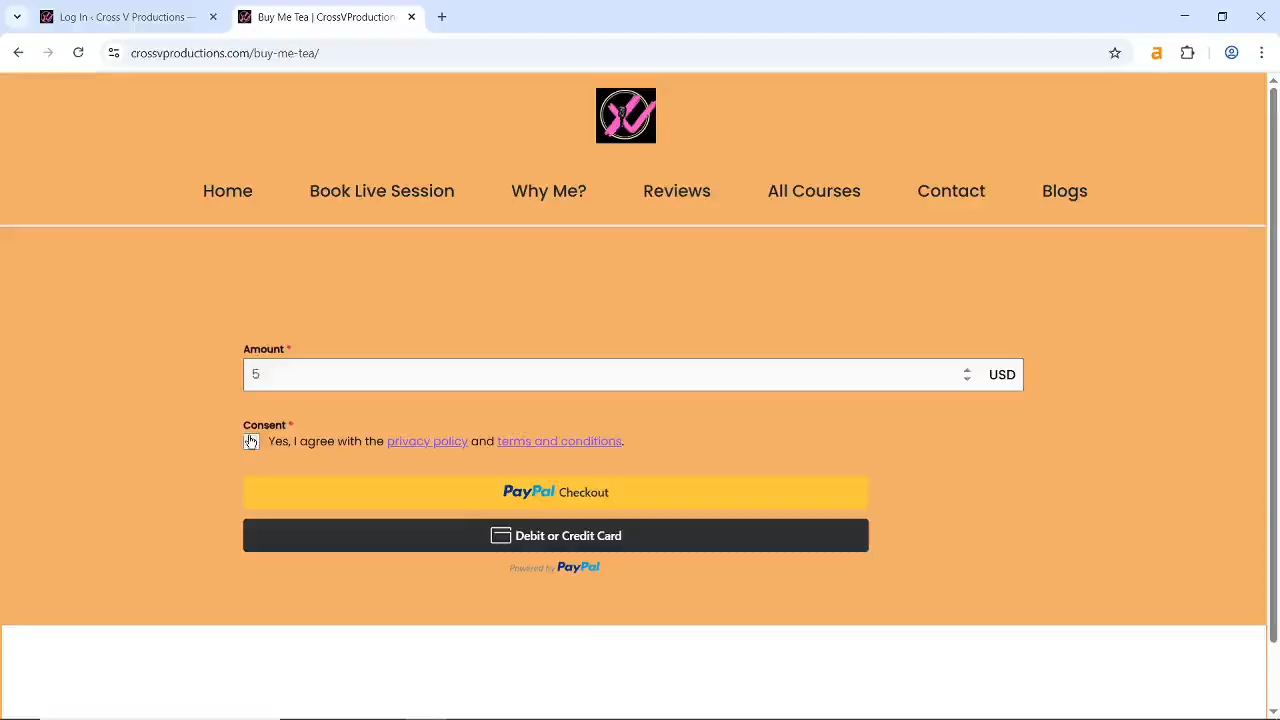 Log In ‹ Cross V Productions —
Buy Me Tea | CrossVProduction
crossvproductions.com/buy-me-tea/
XV
Home
Book Live Session
Why Me?
Reviews
All Courses
Contact
Blogs
Amount *
5
USD
Consent *
Yes, I agree with the privacy policy and terms and conditions.
PayPal Checkout
Debit or Credit Card
Powered by PayPal